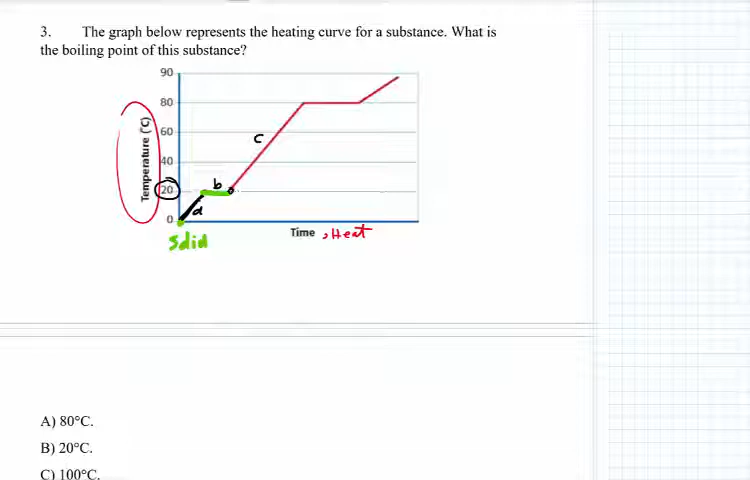 3. The graph below represents the heating curve for a substance. What is
the boiling point of this substance?
90
80
60
40
20
0
Temperature (°C)
c
b
a
Time , Heat
Solid
A) 80°C.
B) 20°C.
C) 100°C.